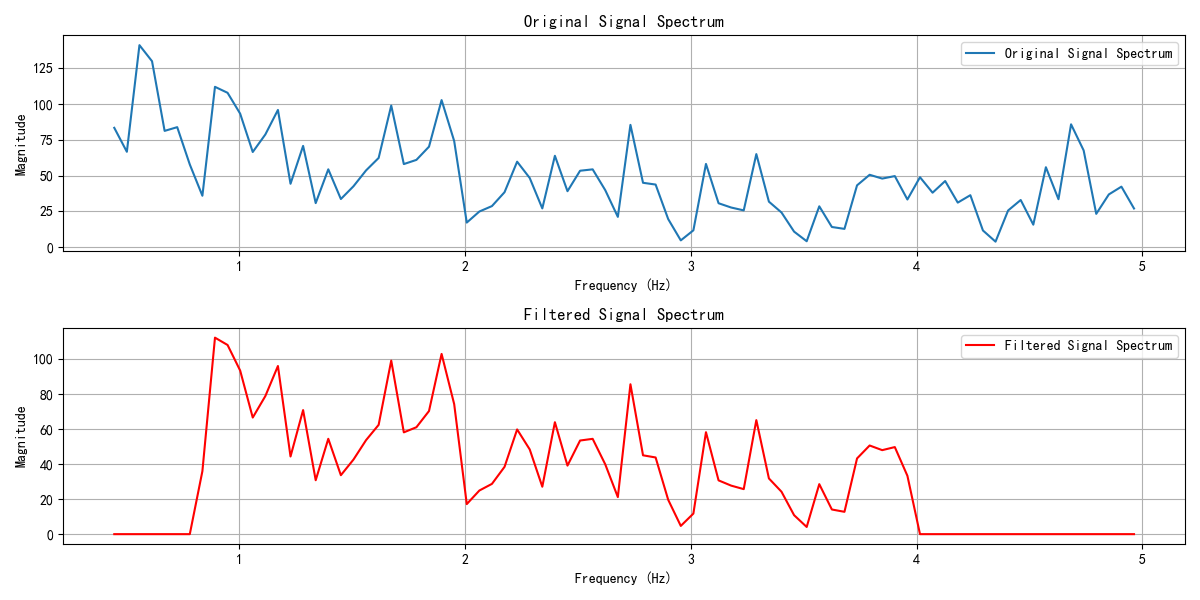 Original Signal Spectrum
Original Signal Spectrum
125
100
75
50
25
0
Magnitude
1 2 3 4 5
Frequency (Hz)
Filtered Signal Spectrum
Filtered Signal Spectrum
100
80
60
40
20
0
Magnitude
1 2 3 4 5
Frequency (Hz)